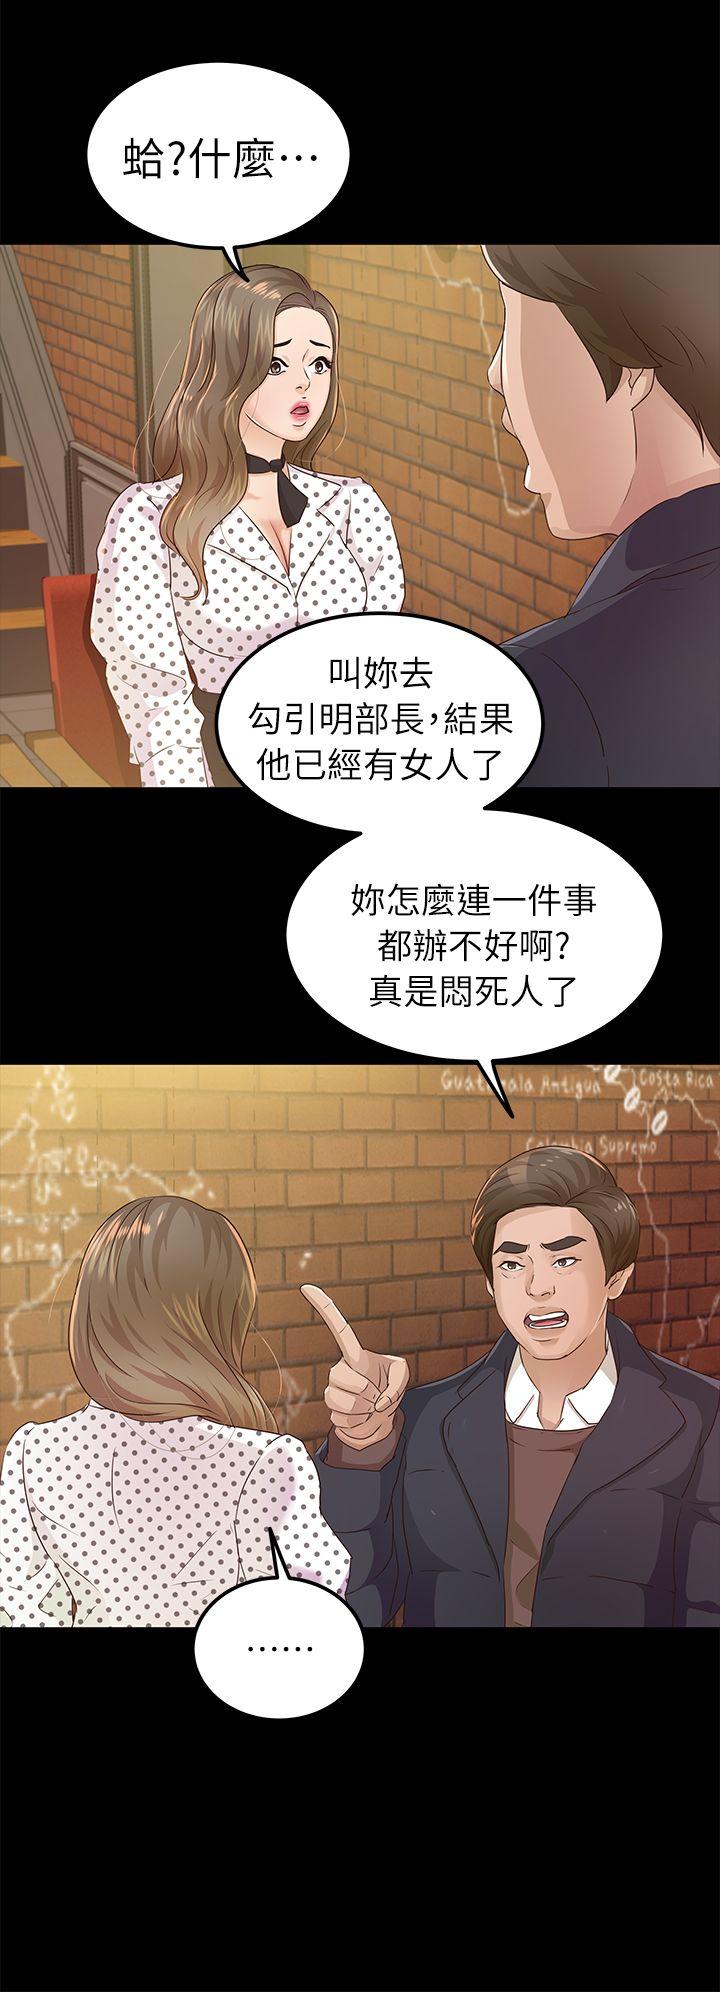 蛤?什麼⋯
叫妳去
勾引明部長,結果
他已經有女人了
妳怎麼連一件事
都辦不好啊?
真是悶死人了
Guatemala Antigua
Costa Rica
Colombia Supremo
⋯⋯